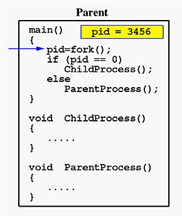 Parent
main()
pid = 3456
{
pid=fork();
if (pid == 0)
ChildProcess();
else
ParentProcess();
}
void ChildProcess()
{
.....
}
void ParentProcess()
{
.....
}